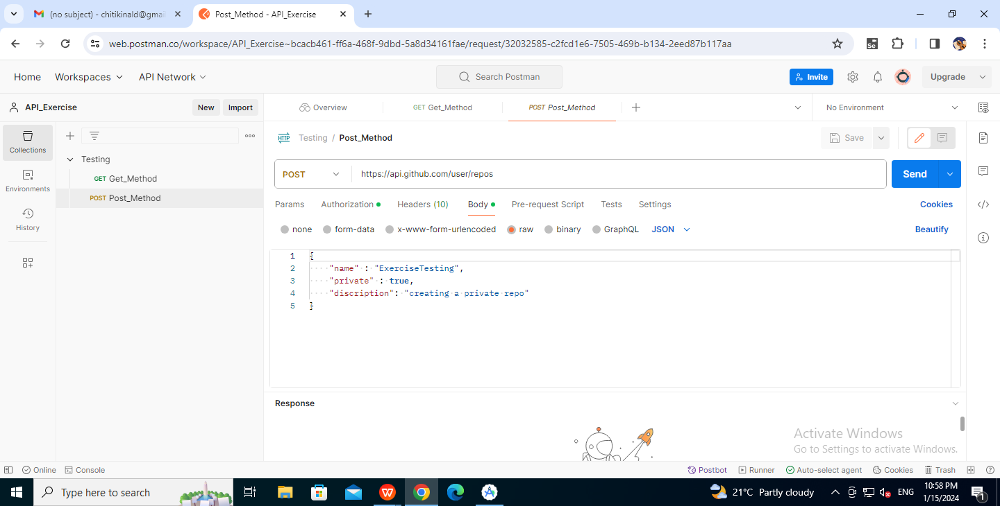 (no subject) - chitikinald@gmai
Post_Method - API_Exercise
web.postman.co/workspace/API_Exercise~bcacb461-ff6a-468f-9dbd-5a8d34161fae/request/32032585-c2fcd1e6-7505-469b-b134-2eed87b117aa
Se
Home Workspaces API Network Search Postman Invite Upgrade
API_Exercise New Import Overview GET Get_Method POST Post_Method No Environment
Collections
HTTP Testing / Post_Method Save
Testing
POST https://api.github.com/user/repos Send
GET Get_Method
Environments
POST Post_Method
Params Authorization Headers (10) Body Pre-request Script Tests Settings Cookies
History
none form-data x-www-form-urlencoded raw binary GraphQL JSON Beautify
1 {
2 "name" : "ExerciseTesting",
3 "private" : true,
4 "discription": "creating a private repo"
5 }
Response
Activate Windows
Go to Settings to activate Windows.
Online Console Postbot Runner Auto-select agent Cookies Trash
Type here to search 21°C Partly cloudy ENG 10:58 PM
1/15/2024
1